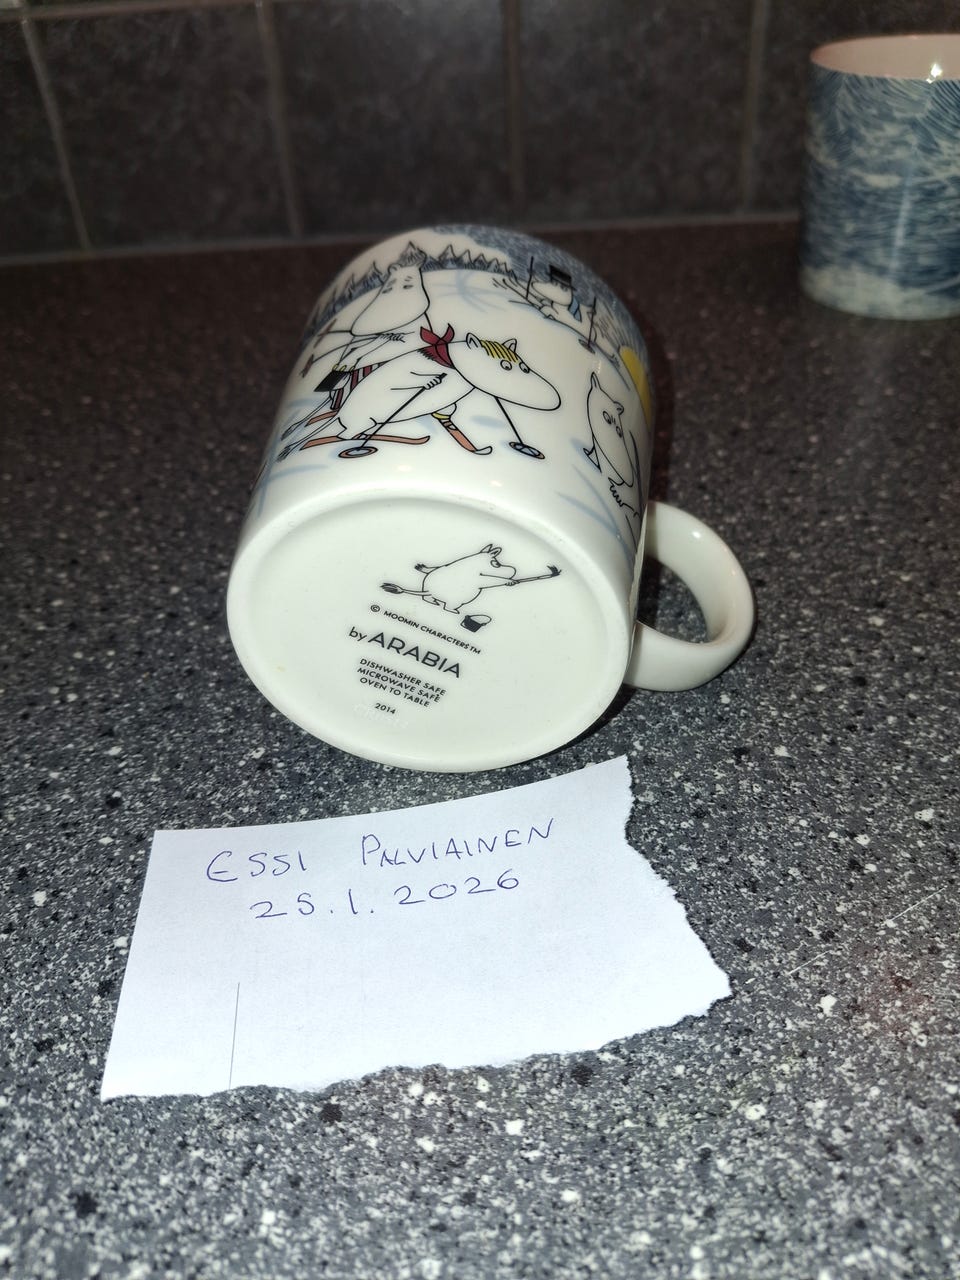 © MOOMIN CHARACTERS™
by ARABIA
DISHWASHER SAFE
MICROWAVE SAFE
OVEN TO TABLE
2014
ESSI PALVIAINEN
25.1.2026